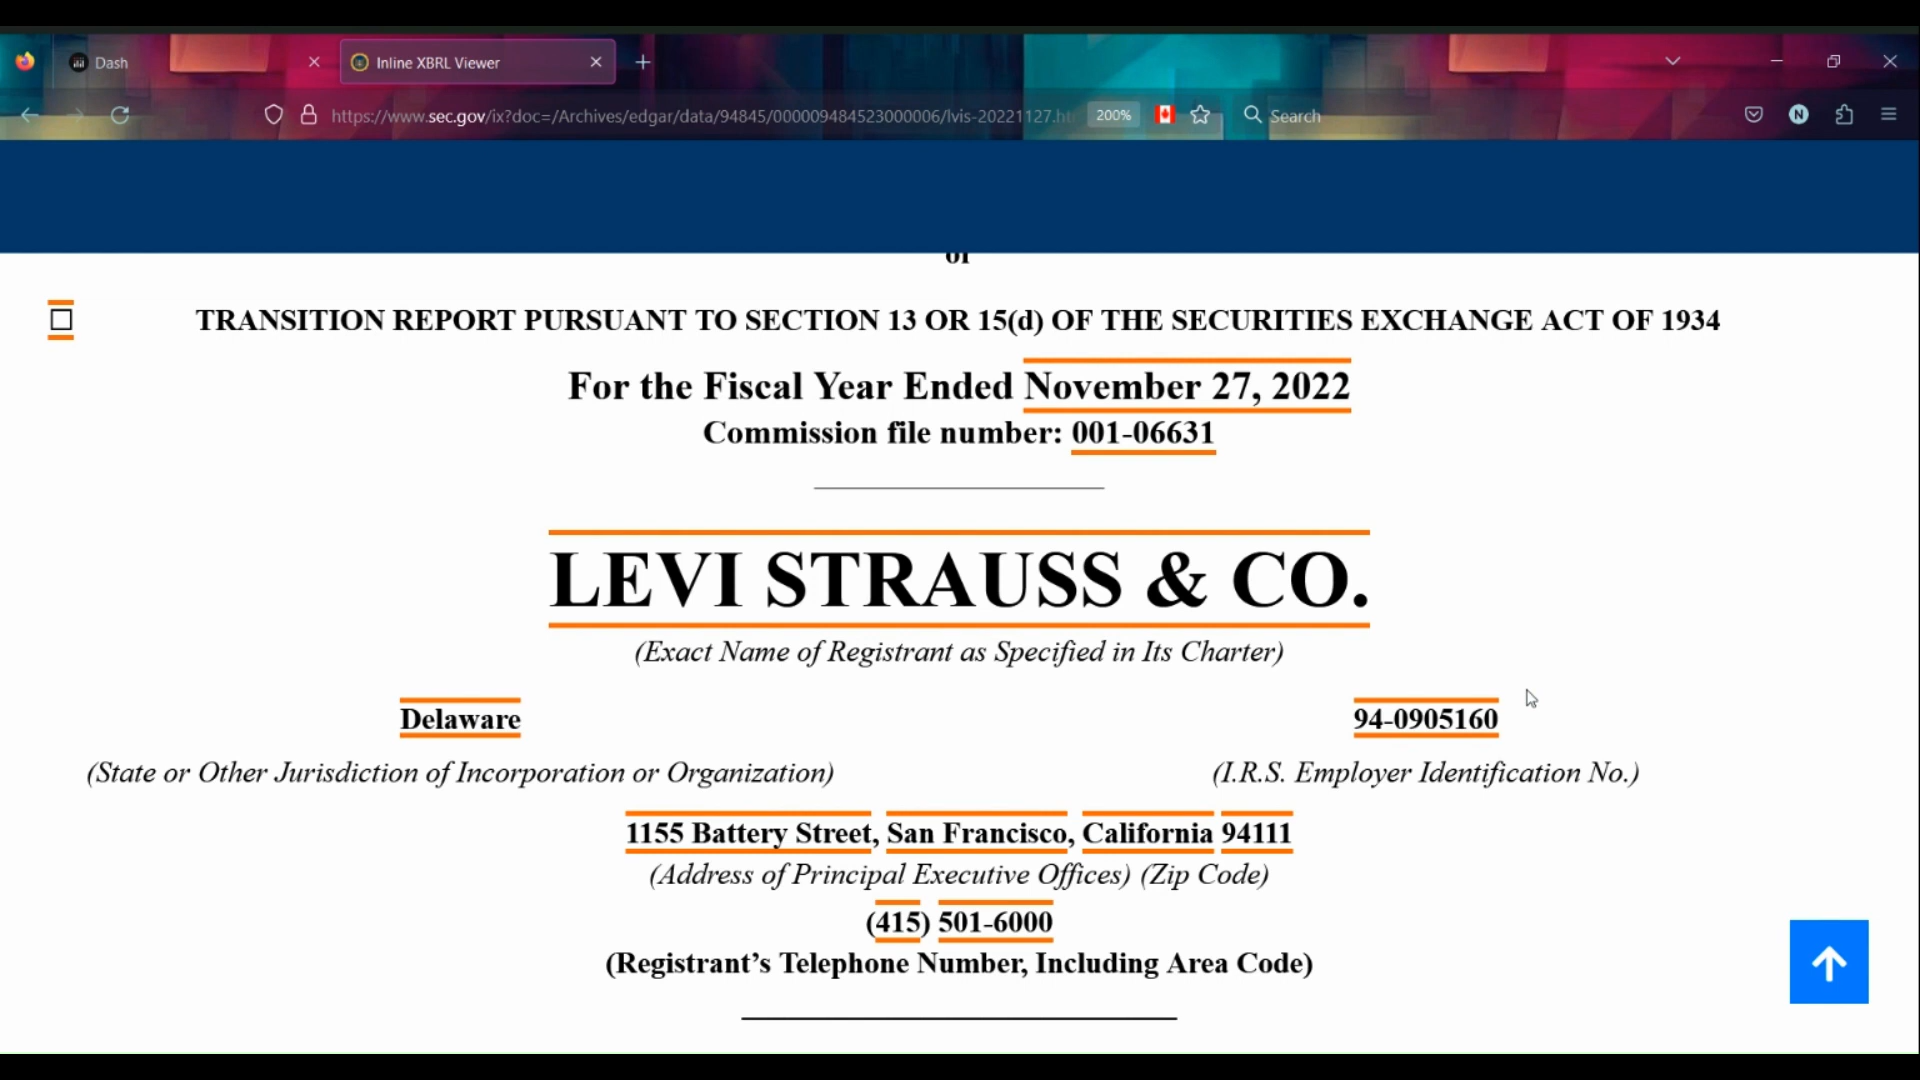 Dash
Inline XBRL Viewer
https://www.sec.gov/ix?doc=/Archives/edgar/data/94845/000009484523000006/lvis-20221127.ht
200%
Search
N
or
TRANSITION REPORT PURSUANT TO SECTION 13 OR 15(d) OF THE SECURITIES EXCHANGE ACT OF 1934
For the Fiscal Year Ended November 27, 2022
Commission file number: 001-06631
LEVI STRAUSS & CO.
(Exact Name of Registrant as Specified in Its Charter)
Delaware 94-0905160
(State or Other Jurisdiction of Incorporation or Organization) (I.R.S. Employer Identification No.)
1155 Battery Street, San Francisco, California 94111
(Address of Principal Executive Offices) (Zip Code)
(415) 501-6000
(Registrant’s Telephone Number, Including Area Code)